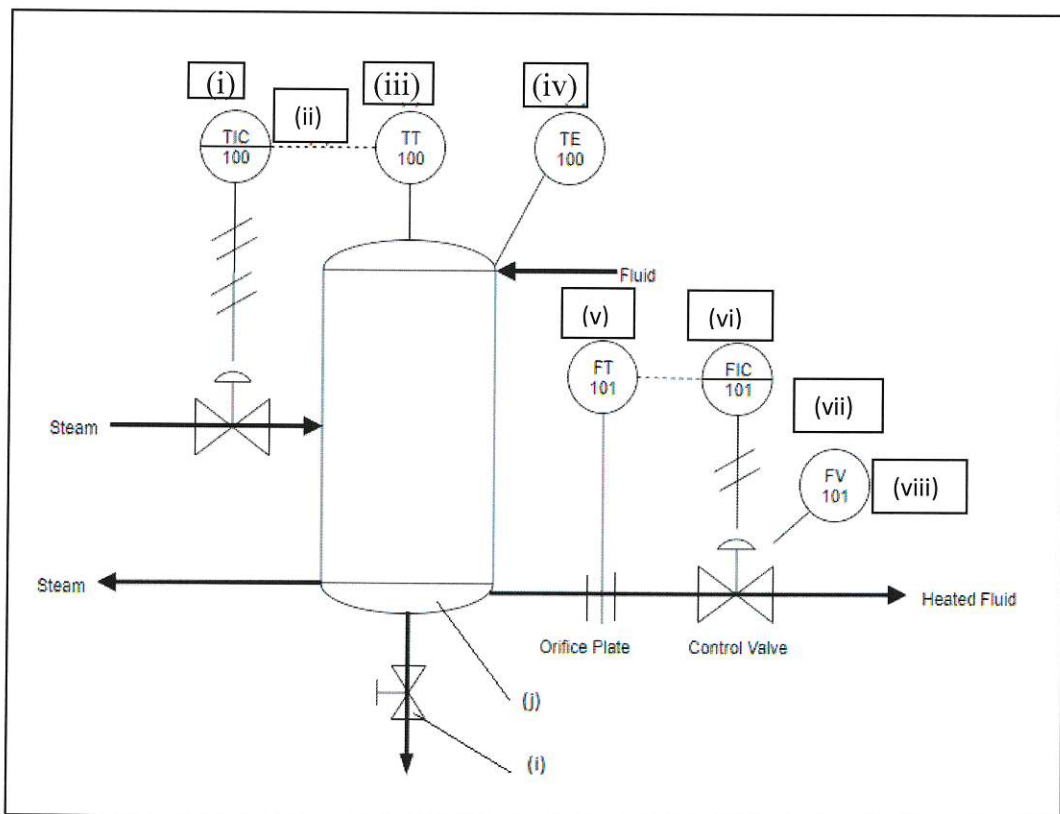 (i)
(ii)
(iii)
(iv)
TIC
100
TT
100
TE
100
Fluid
(v)
(vi)
FT
101
FIC
101
(vii)
Steam
FV
101
(viii)
Steam
Heated Fluid
Orifice Plate
Control Valve
(j)
(i)